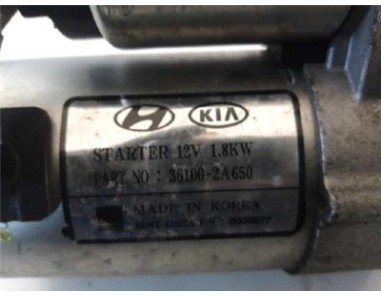 KIA
STARTER 12V 1.8KW
PART NO : 36100-2A650
MADE IN KOREA